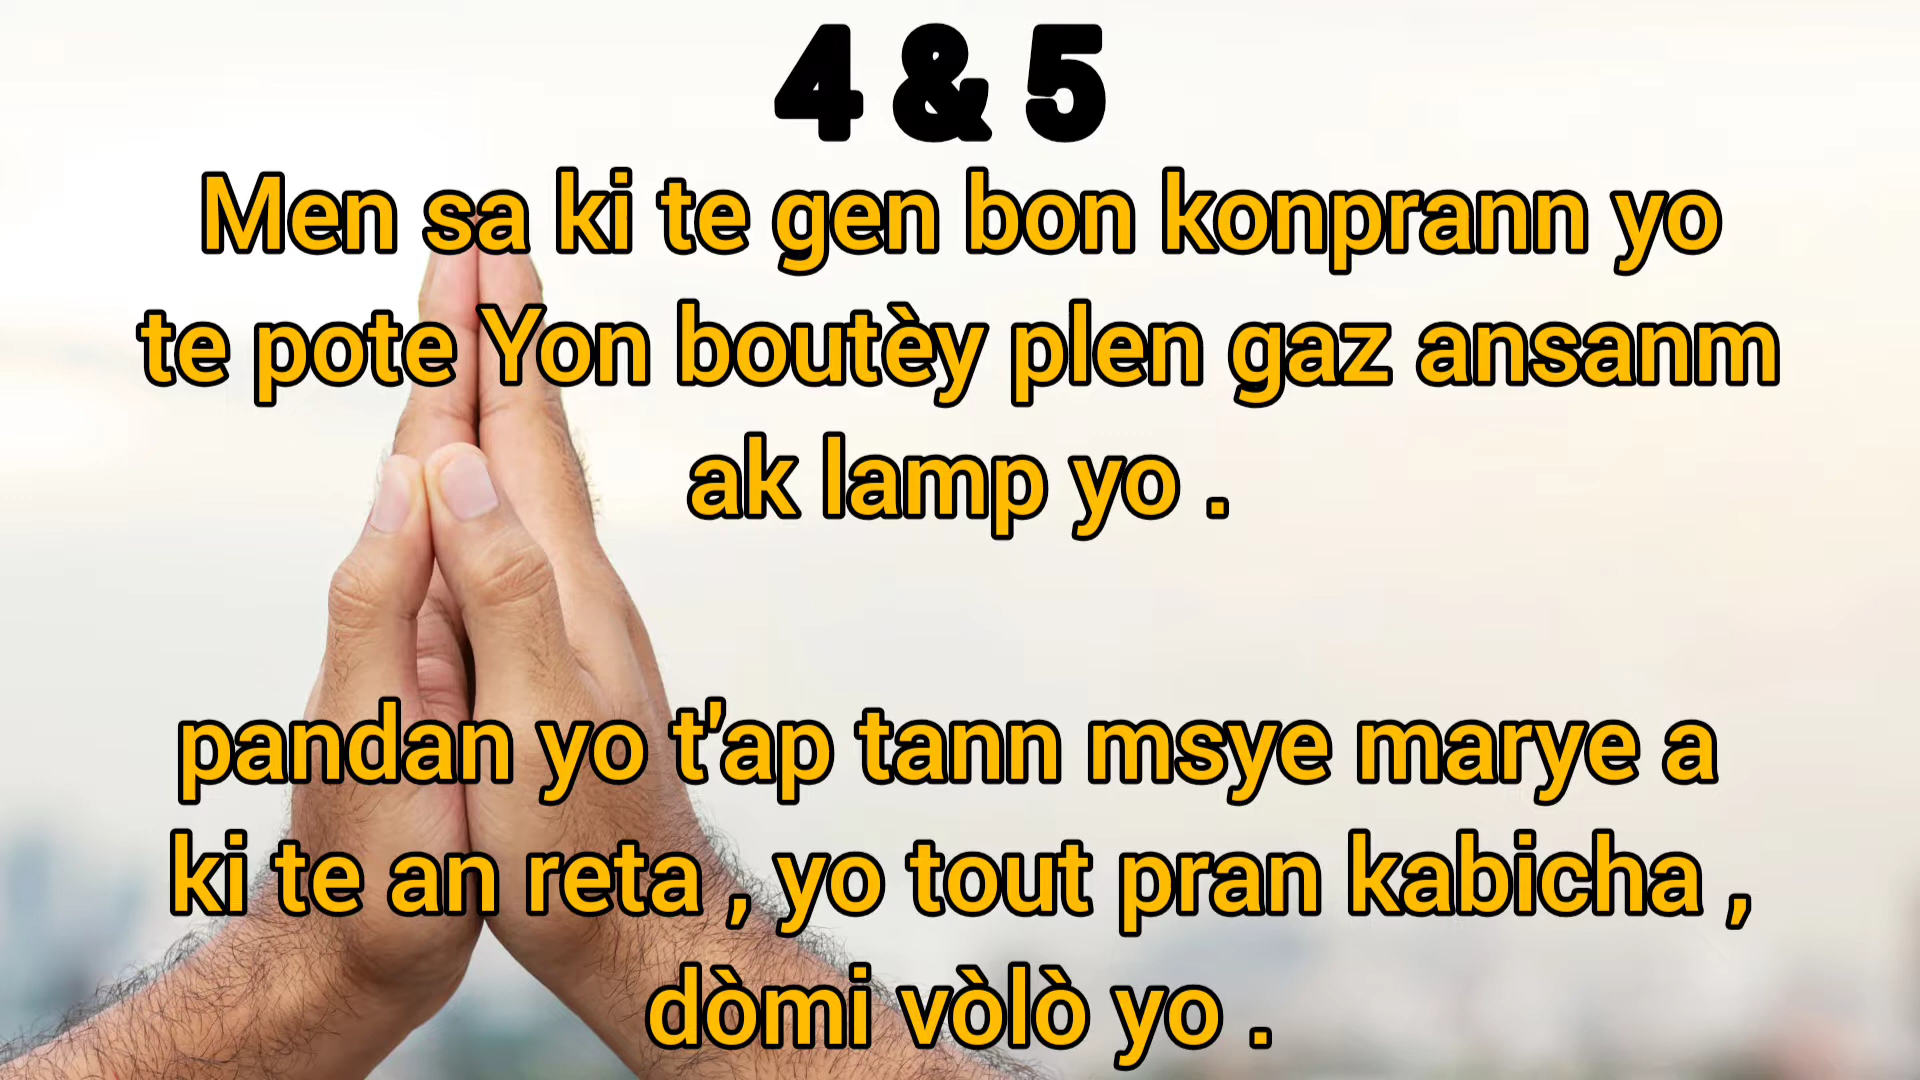 4 & 5
Men sa ki te gen bon konprann yo
te pote Yon boutèy plen gaz ansanm
ak lamp yo .
pandan yo t'ap tann msye marye a
ki te an reta , yo tout pran kabicha ,
dòmi vòlò yo .